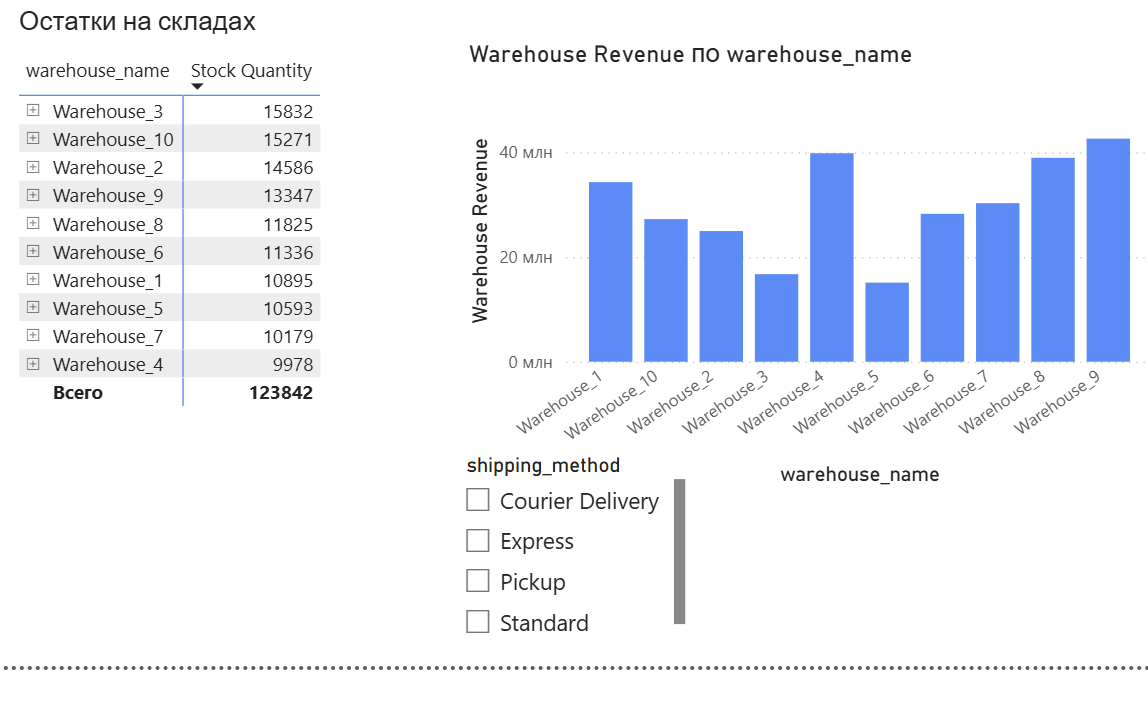 Остатки на складах
warehouse_name Stock Quantity
Warehouse_3 15832
Warehouse_10 15271
Warehouse_2 14586
Warehouse_9 13347
Warehouse_8 11825
Warehouse_6 11336
Warehouse_1 10895
Warehouse_5 10593
Warehouse_7 10179
Warehouse_4 9978
Всего 123842
Warehouse Revenue по warehouse_name
Warehouse Revenue
40 млн
20 млн
0 млн
Warehouse_1
Warehouse_10
Warehouse_2
Warehouse_3
Warehouse_4
Warehouse_5
Warehouse_6
Warehouse_7
Warehouse_8
Warehouse_9
warehouse_name
shipping_method
Courier Delivery
Express
Pickup
Standard